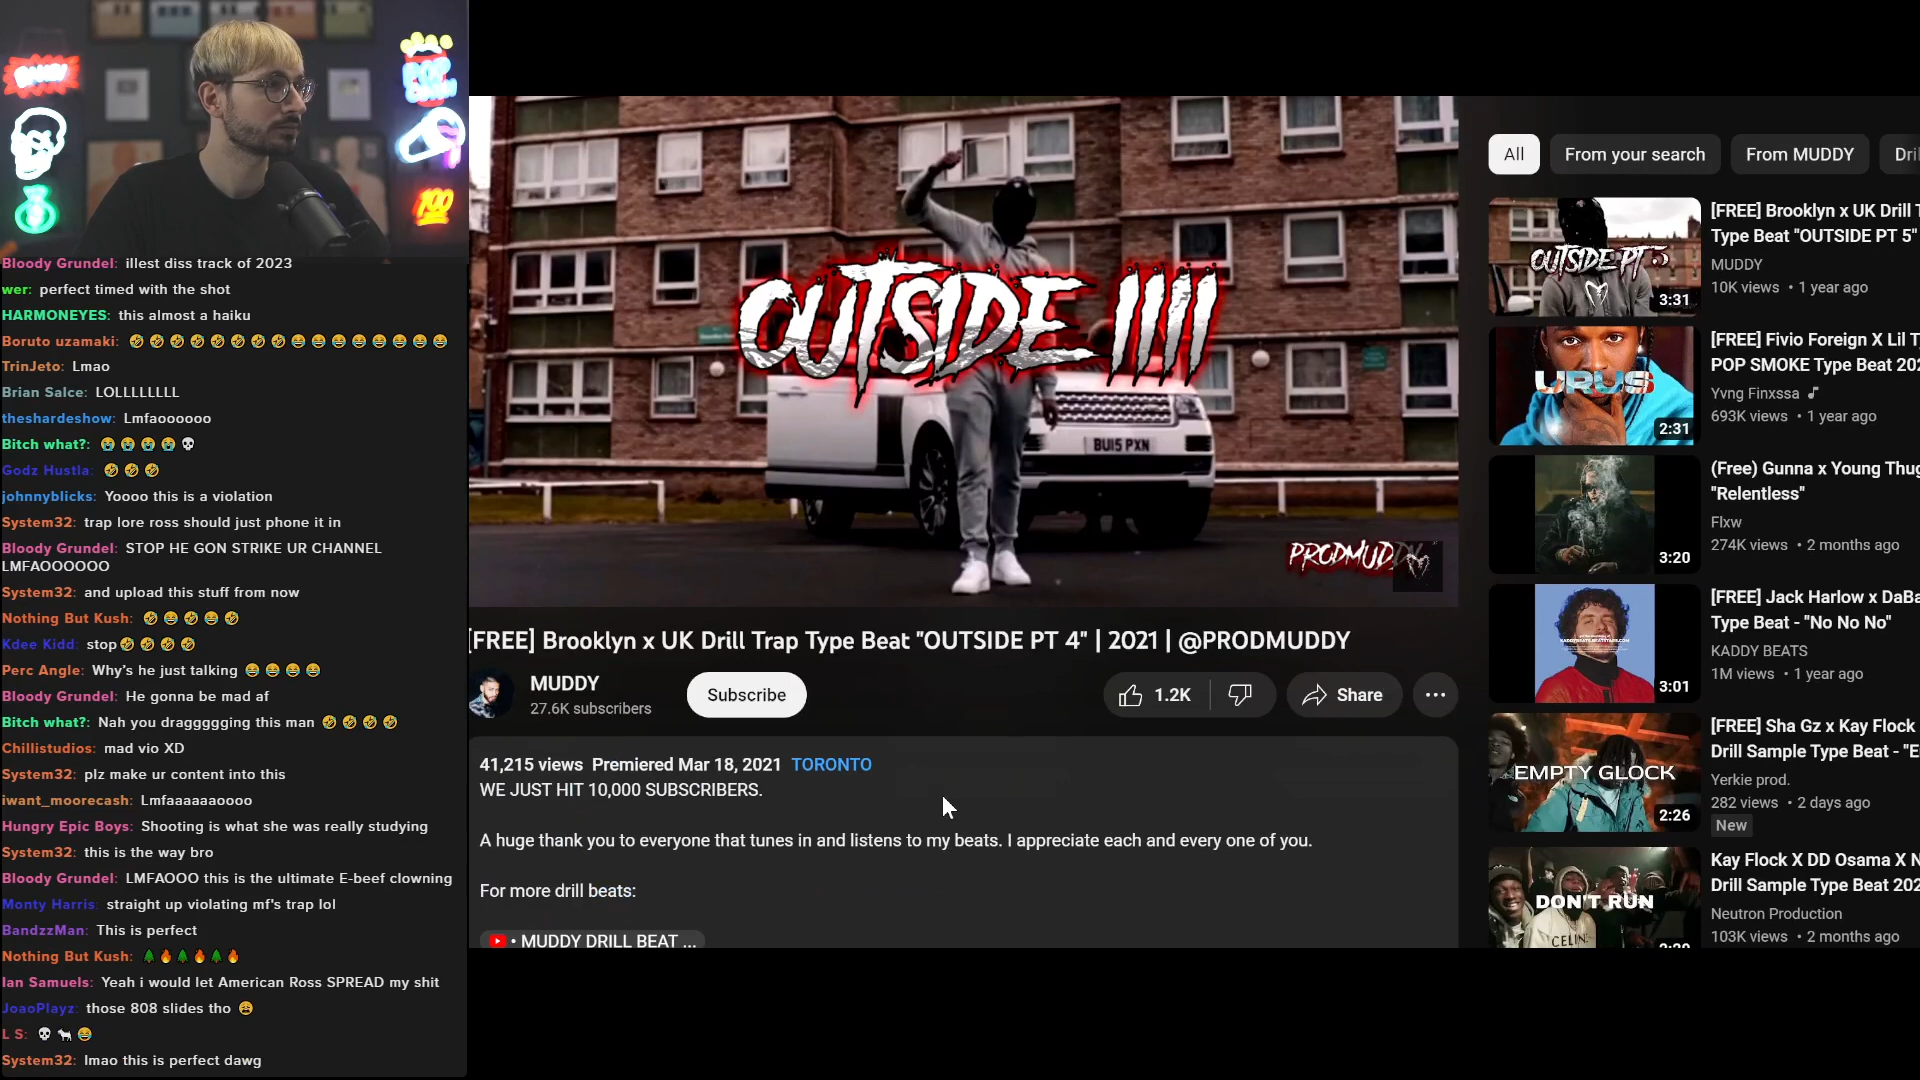 Bloody Grundel: illest diss track of 2023
wer: perfect timed with the shot
HARMONEYES: this almost a haiku
Boruto uzamaki: 🤣🤣🤣🤣🤣🤣🤣🤣😂😂😂😂😂😂😂😂
TrinJeto: Lmao
Brian Salce: LOLLLLLLLL
theshardeshow: Lmfaoooooo
Bitch what?: 😭😭😭😭💀
Godz Hustla: 🤣🤣🤣
johnnyblicks: Yoooo this is a violation
System32: trap lore ross should just phone it in
Bloody Grundel: STOP HE GON STRIKE UR CHANNEL
LMFAOOOOOO
System32: and upload this stuff from now
Nothing But Kush: 🤣😂🤣😂🤣
Kdee Kidd: stop🤣🤣🤣🤣
Perc Angle: Why's he just talking 😂😂😂😂
Bloody Grundel: He gonna be mad af
Bitch what?: Nah you draggggging this man 🤣🤣🤣🤣
Chillistudios: mad vio XD
System32: plz make ur content into this
iwant_moorecash: Lmfaaaaaaoooo
Hungry Epic Boys: Shooting is what she was really studying
System32: this is the way bro
Bloody Grundel: LMFAOOO this is the ultimate E-beef clowning
Monty Harris: straight up violating mf's trap lol
BandzzMan: This is perfect
Nothing But Kush: 🌲🔥🌲🔥🌲🔥
Ian Samuels: Yeah i would let American Ross SPREAD my shit
JoaoPlayz: those 808 slides tho 😩
L S: 💀🐐😂
System32: lmao this is perfect dawg
100
OUTSIDE IIII
BU15 PXN
PRODMUDDY
[FREE] Brooklyn x UK Drill Trap Type Beat "OUTSIDE PT 4" | 2021 | @PRODMUDDY
MUDDY
27.6K subscribers
Subscribe
1.2K
Share
41,215 views Premiered Mar 18, 2021 TORONTO
WE JUST HIT 10,000 SUBSCRIBERS.
A huge thank you to everyone that tunes in and listens to my beats. I appreciate each and every one of you.
For more drill beats:
• MUDDY DRILL BEAT ...
All
From your search
From MUDDY
Dril
OUTSIDE PT 5
3:31
[FREE] Brooklyn x UK Drill T
Type Beat "OUTSIDE PT 5"
MUDDY
10K views • 1 year ago
URUS
2:31
[FREE] Fivio Foreign X Lil T
POP SMOKE Type Beat 202
Yvng Finxssa
693K views • 1 year ago
3:20
(Free) Gunna x Young Thug
"Relentless"
Flxw
274K views • 2 months ago
3:01
[FREE] Jack Harlow x DaBa
Type Beat - "No No No"
KADDY BEATS
1M views • 1 year ago
EMPTY GLOCK
2:26
[FREE] Sha Gz x Kay Flock
Drill Sample Type Beat - "E
Yerkie prod.
282 views • 2 days ago
New
DON'T RUN
CELINE
Kay Flock X DD Osama X N
Drill Sample Type Beat 202
Neutron Production
103K views • 2 months ago